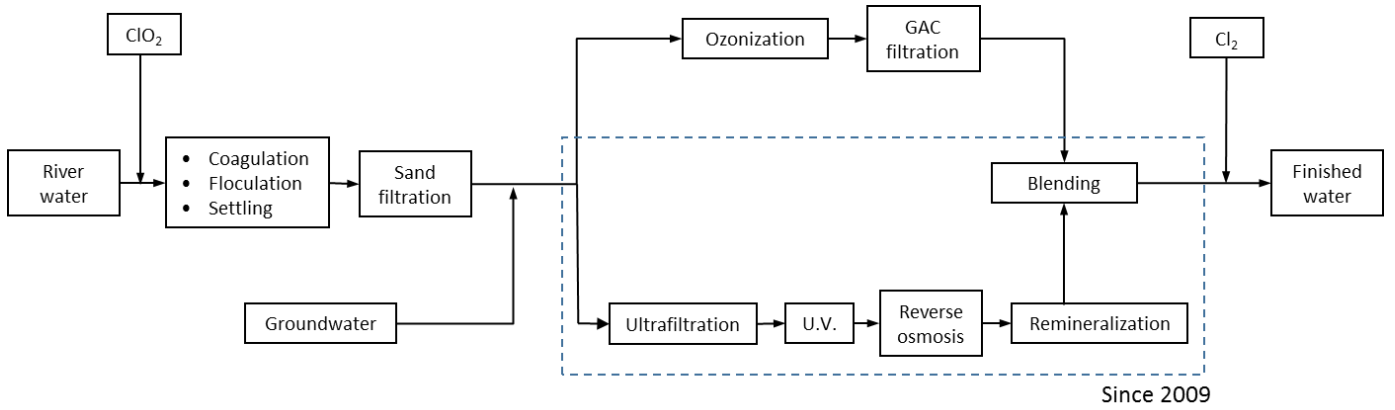 ClO₂
River
water
• Coagulation
• Floculation
• Settling
Sand
filtration
Groundwater
Ozonization
GAC
filtration
Ultrafiltration
U.V.
Reverse
osmosis
Remineralization
Blending
Cl₂
Finished
water
Since 2009